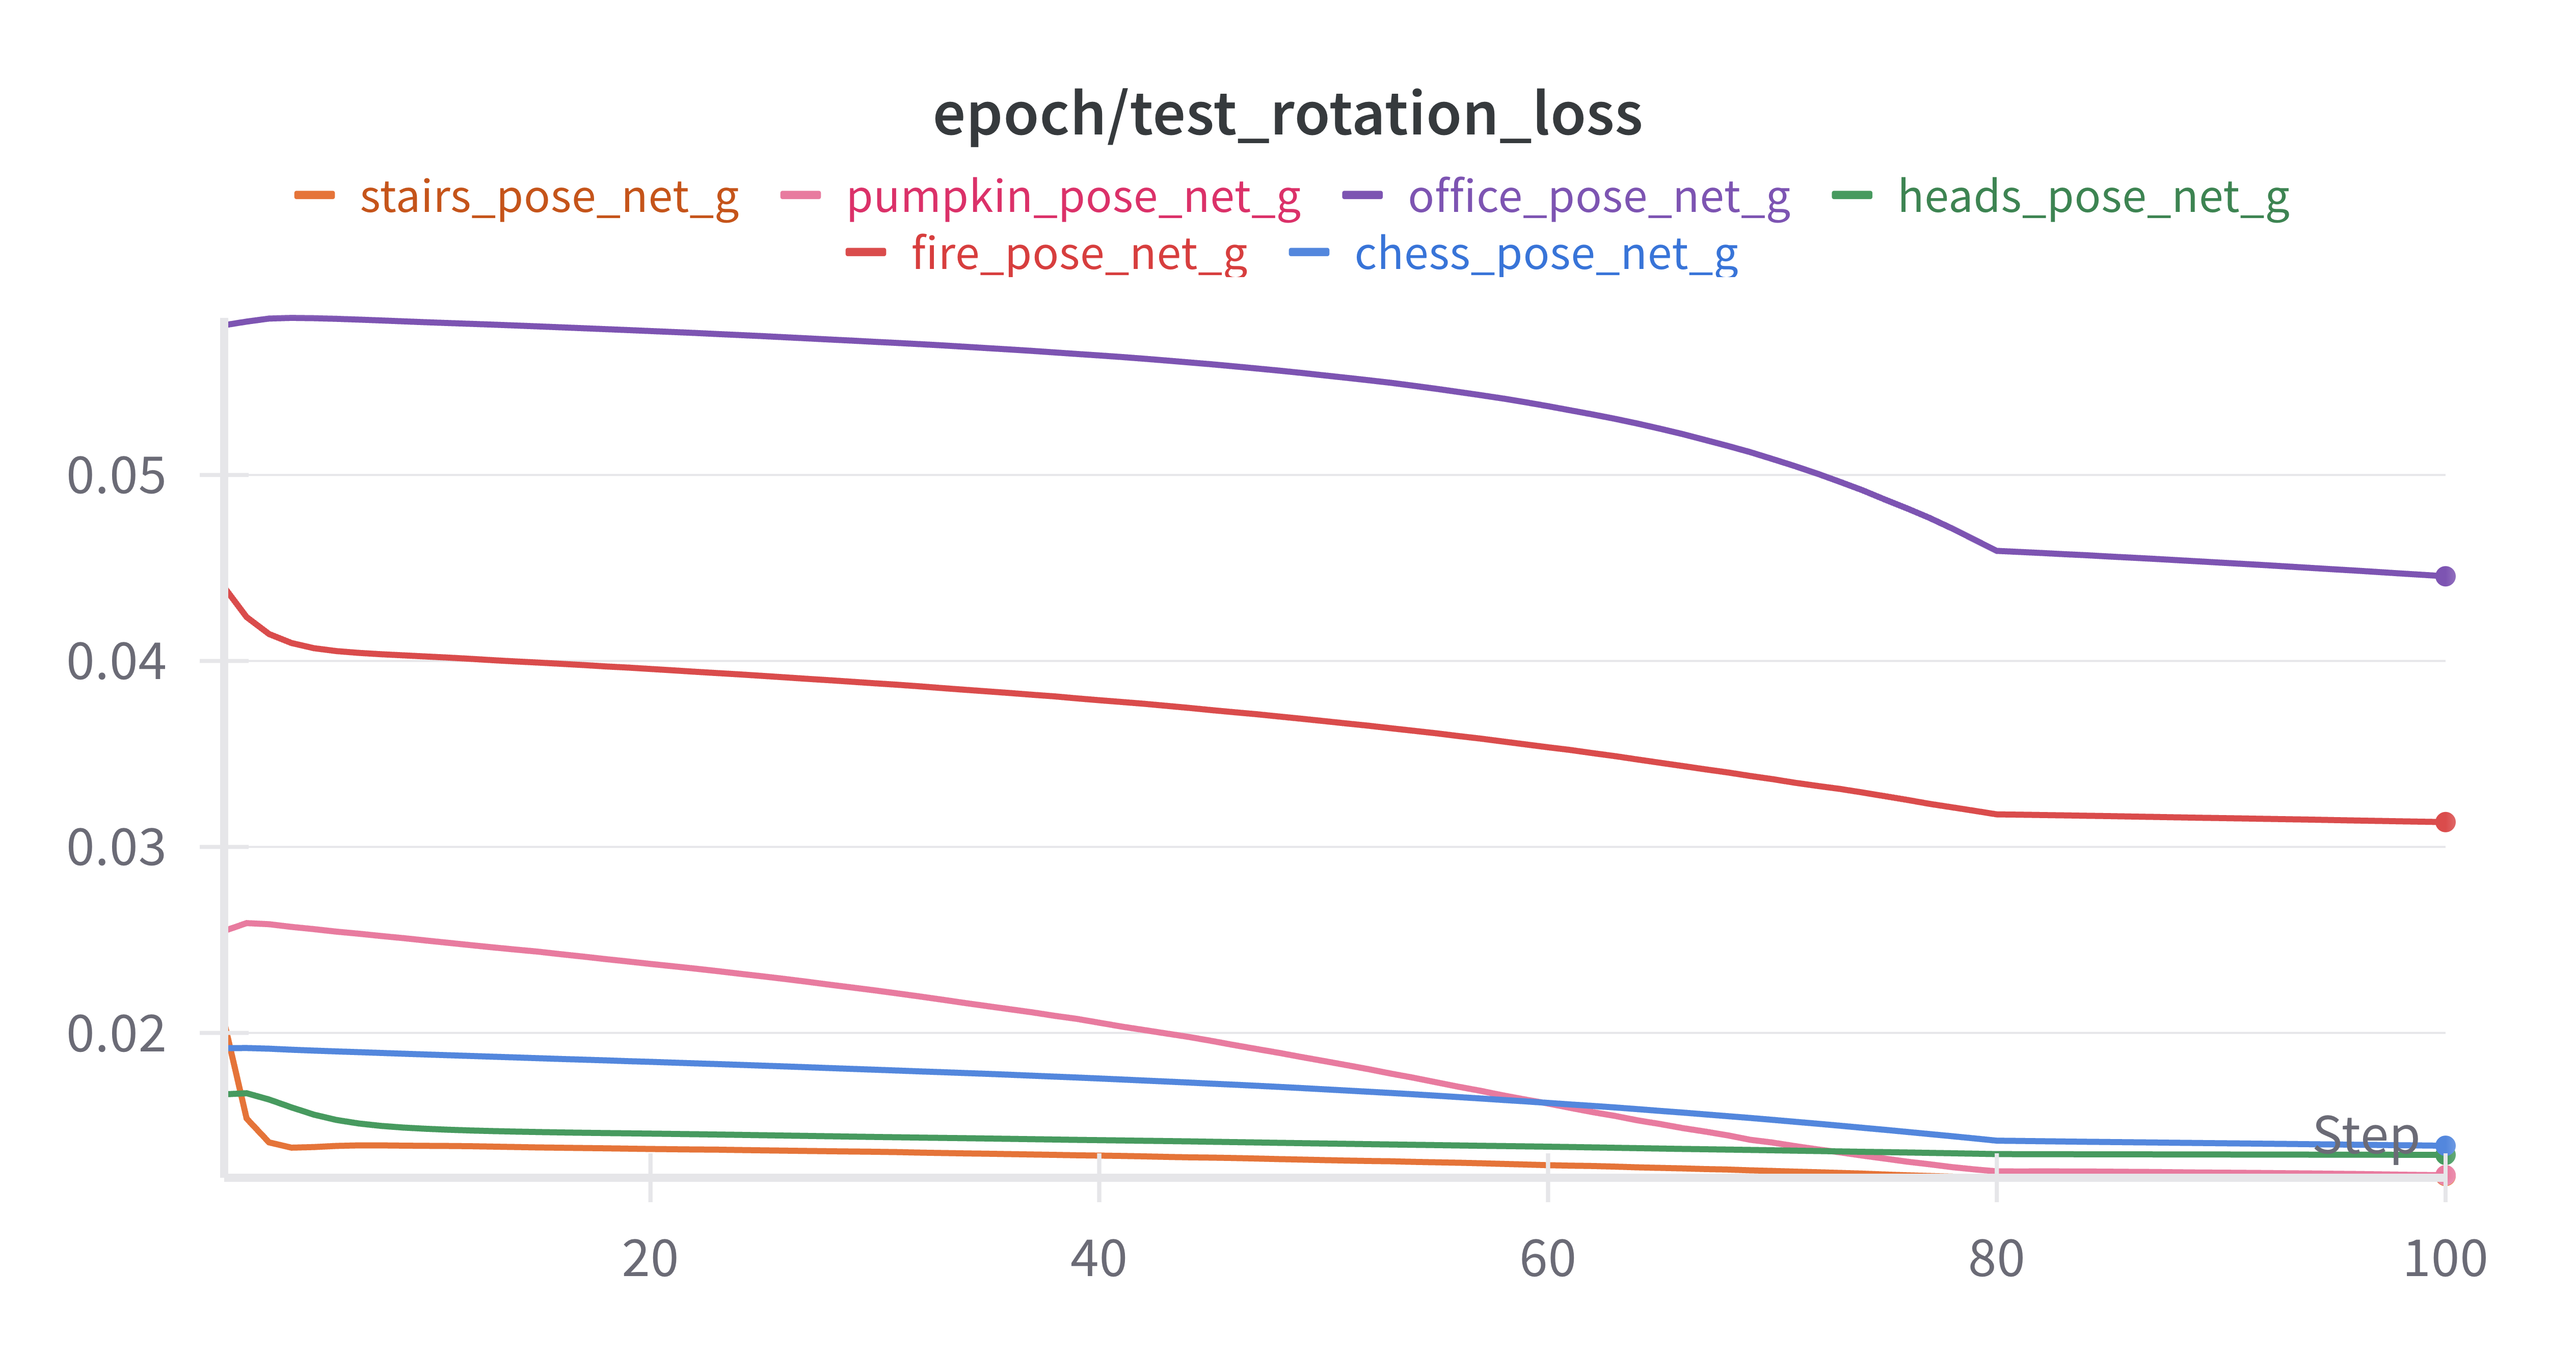 epoch/test_rotation_loss
stairs_pose_net_g pumpkin_pose_net_g office_pose_net_g heads_pose_net_g
fire_pose_net_g chess_pose_net_g
0.05
0.04
0.03
0.02
Step
20 40 60 80 100